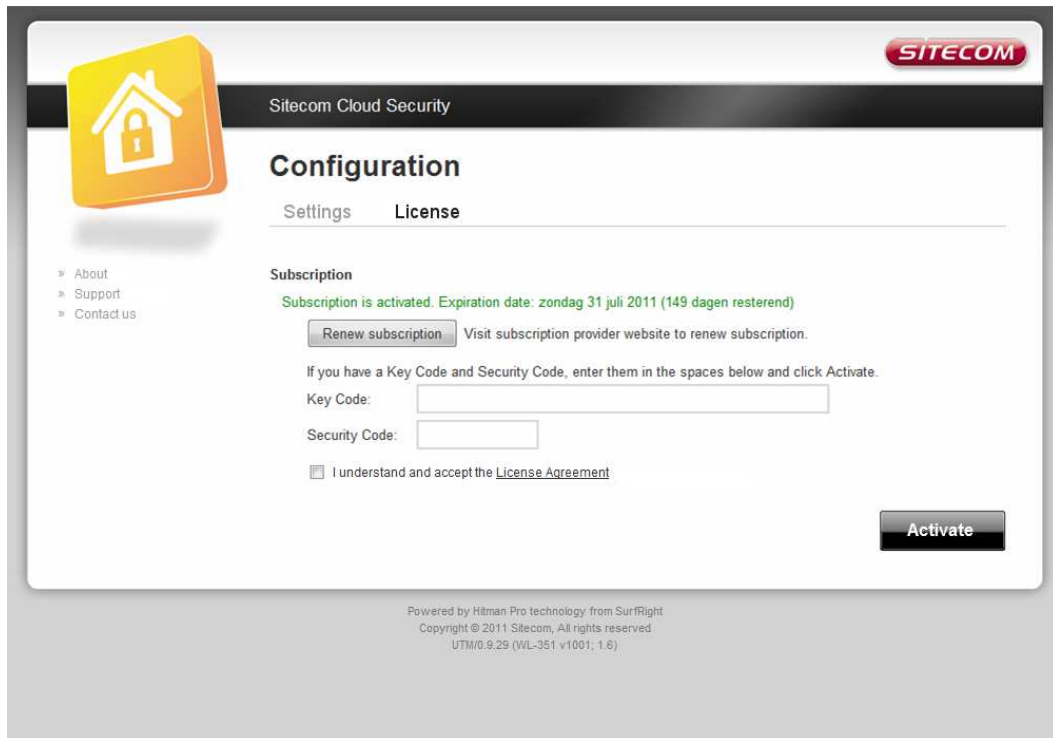 SITECOM
Sitecom Cloud Security
Configuration
Settings License
» About
» Support
» Contact us
Subscription
Subscription is activated. Expiration date: zondag 31 juli 2011 (149 dagen resterend)
Renew subscription Visit subscription provider website to renew subscription.
If you have a Key Code and Security Code, enter them in the spaces below and click Activate.
Key Code:
Security Code:
I understand and accept the License Agreement
Activate
Powered by Hitman Pro technology from SurfRight
Copyright © 2011 Sitecom, All rights reserved
UTM/0.9.29 (WL-351 v1001; 1.6)